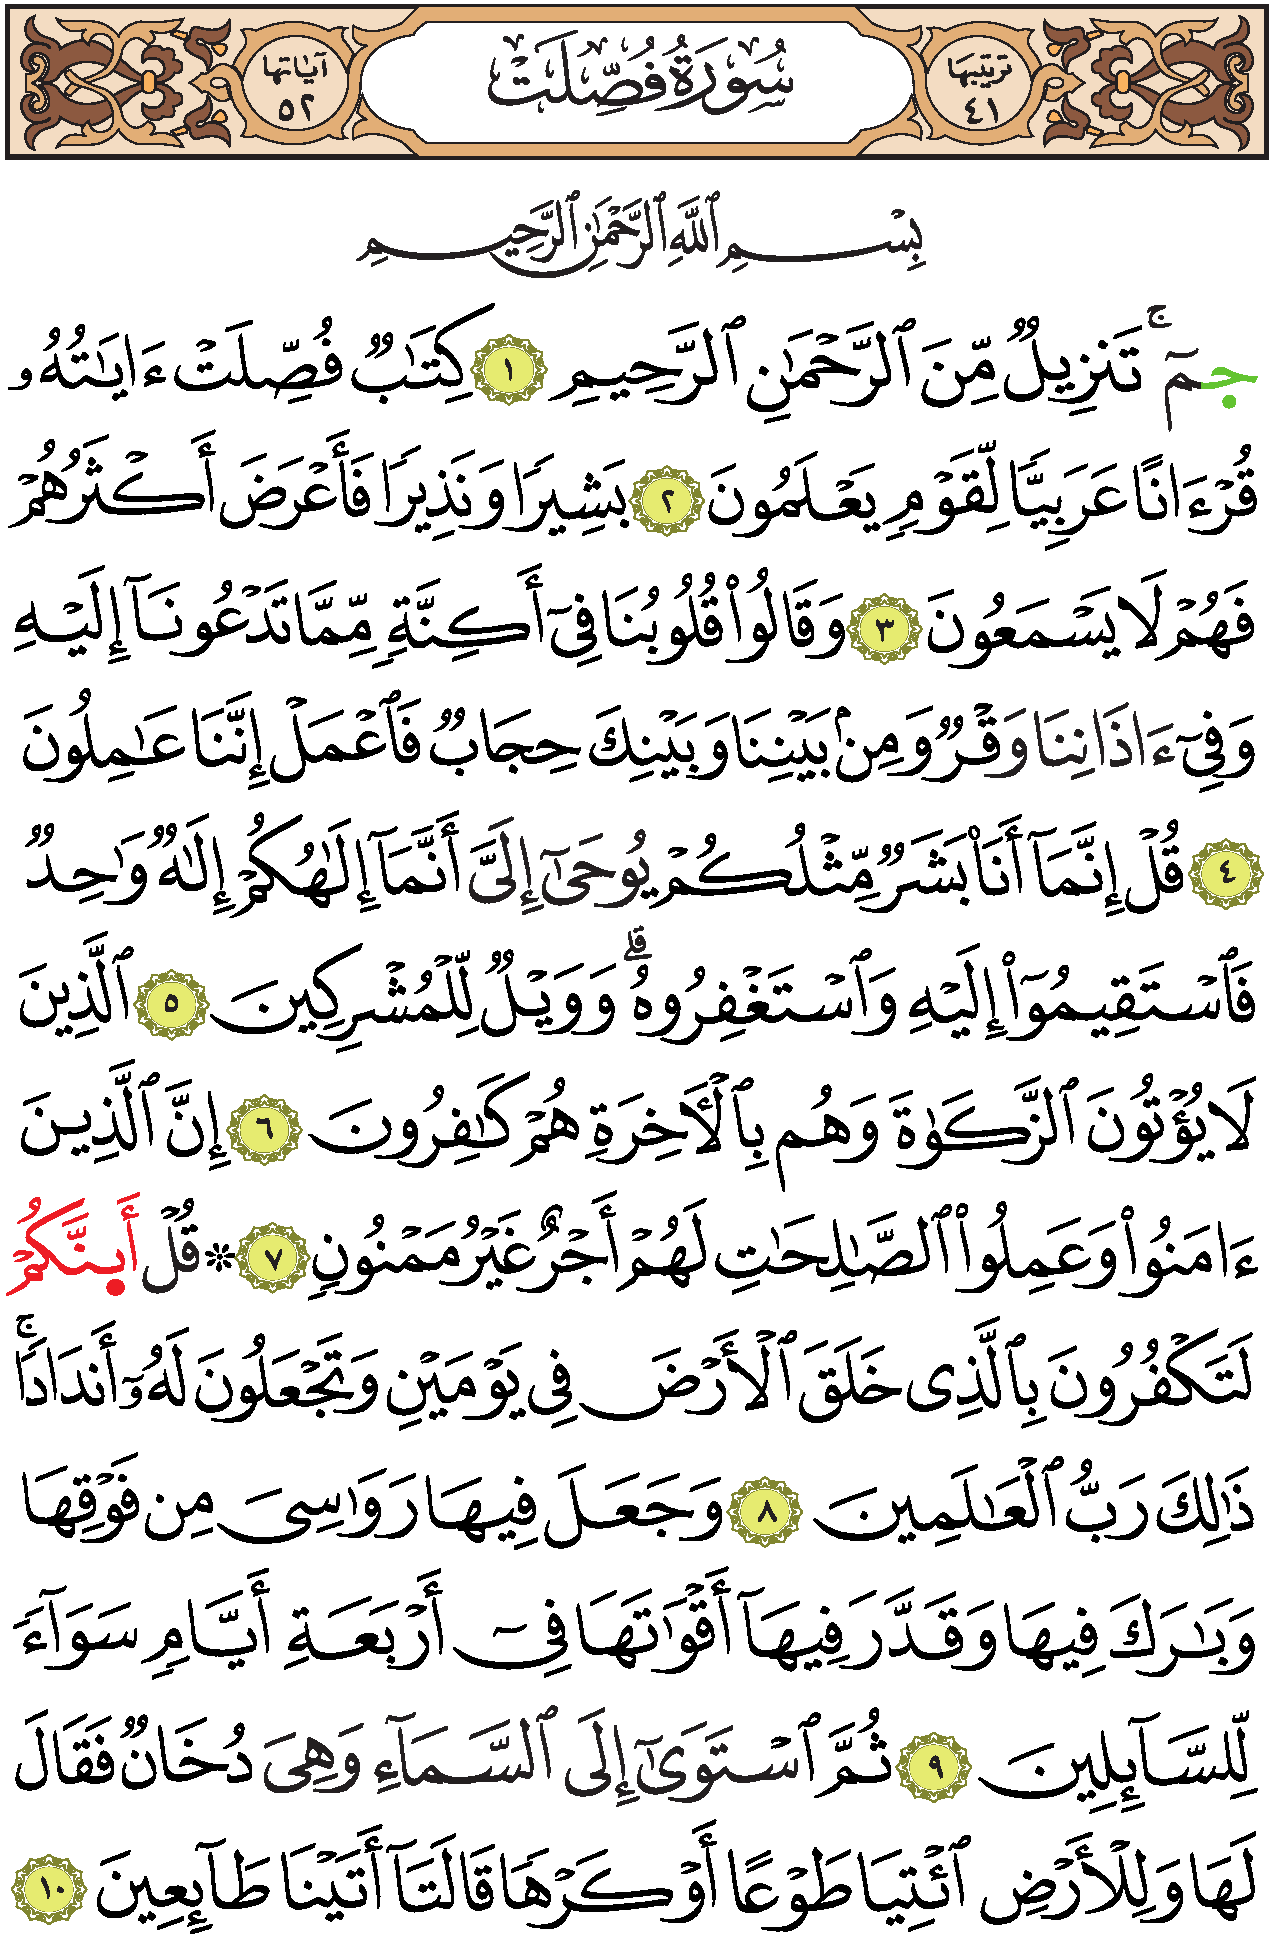 سُورَةُ فُصِّلَتْ
ترتيبها ٤١
آياتها ٥٢
بِسْمِ ٱللَّهِ ٱلرَّحْمَٰنِ ٱلرَّحِيمِ
ح۪مٓۚ تَنزِيلٌ مِّنَ ٱلرَّحْمَٰنِ ٱلرَّحِيمِ ١ كِتَٰبٌ فُصِّلَتْ ءَايَٰتُهُۥ
قُرْءَانًا عَرَبِيًّا لِّقَوْمٍ يَعْلَمُونَ ٢ بَشِيرًا وَنَذِيرًا فَأَعْرَضَ أَكْثَرُهُمْ
فَهُمْ لَا يَسْمَعُونَ ٣ وَقَالُوا۟ قُلُوبُنَا فِىٓ أَكِنَّةٍ مِّمَّا تَدْعُونَآ إِلَيْهِ
وَفِىٓ ءَاذَانِنَا وَقْرٌ وَمِنۢ بَيْنِنَا وَبَيْنِكَ حِجَابٌ فَٱعْمَلْ إِنَّنَا عَٰمِلُونَ
٤ قُلْ إِنَّمَآ أَنَا۠ بَشَرٌ مِّثْلُكُمْ يُوحَىٰٓ إِلَىَّ أَنَّمَآ إِلَٰهُكُمْ إِلَٰهٌ وَٰحِدٌ
فَٱسْتَقِيمُوٓا۟ إِلَيْهِ وَٱسْتَغْفِرُوهُۗ وَوَيْلٌ لِّلْمُشْرِكِينَ ٥ ٱلَّذِينَ
لَا يُؤْتُونَ ٱلزَّكَوٰةَ وَهُم بِٱلْأَخِرَةِ هُمْ كَٰفِرُونَ ٦ إِنَّ ٱلَّذِينَ
ءَامَنُوا۟ وَعَمِلُوا۟ ٱلصَّٰلِحَٰتِ لَهُمْ أَجْرٌ غَيْرُ مَمْنُونٍ ٧ ۞ قُلْ أَى۪نَّكُمْ
لَتَكْفُرُونَ بِٱلَّذِى خَلَقَ ٱلْأَرْضَ فِى يَوْمَيْنِ وَتَجْعَلُونَ لَهُۥٓ أَندَادًاۚ
ذَٰلِكَ رَبُّ ٱلْعَٰلَمِينَ ٨ وَجَعَلَ فِيهَا رَوَٰسِىَ مِن فَوْقِهَا
وَبَٰرَكَ فِيهَا وَقَدَّرَ فِيهَآ أَقْوَٰتَهَا فِىٓ أَرْبَعَةِ أَيَّامٍ سَوَآءً
لِّلسَّآئِلِينَ ٩ ثُمَّ ٱسْتَوَىٰٓ إِلَى ٱلسَّمَآءِ وَهِىَ دُخَانٌ فَقَالَ
لَهَا وَلِلْأَرْضِ ٱئْتِيَا طَوْعًا أَوْ كَرْهًا قَالَتَآ أَتَيْنَا طَآئِعِينَ ١٠